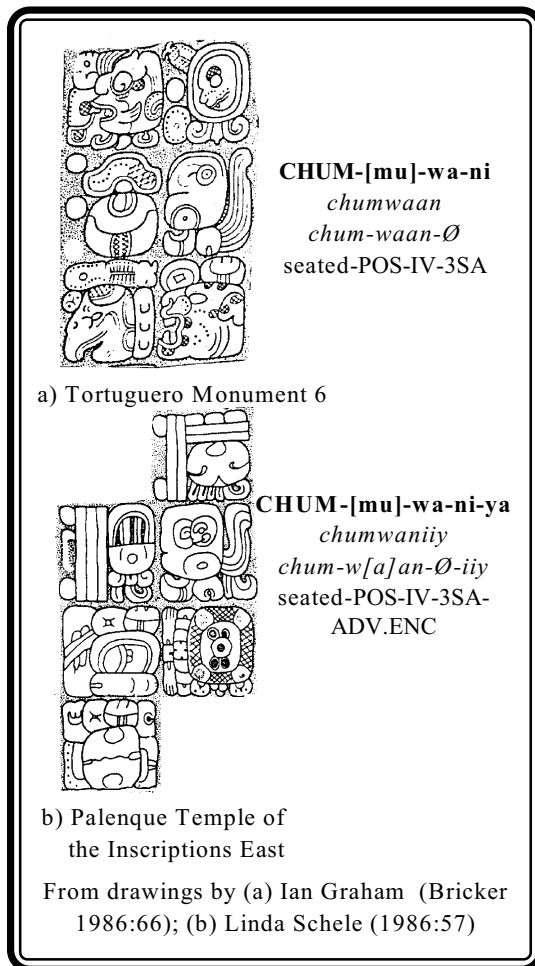 CHUM-[mu]-wa-ni
chumwaan
chum-waan-Ø
seated-POS-IV-3SA
a) Tortuguero Monument 6
CHUM-[mu]-wa-ni-ya
chumwaniiy
chum-w[a]an-Ø-iiy
seated-POS-IV-3SA-
ADV.ENC
b) Palenque Temple of
the Inscriptions East
From drawings by (a) Ian Graham (Bricker
1986:66); (b) Linda Schele (1986:57)